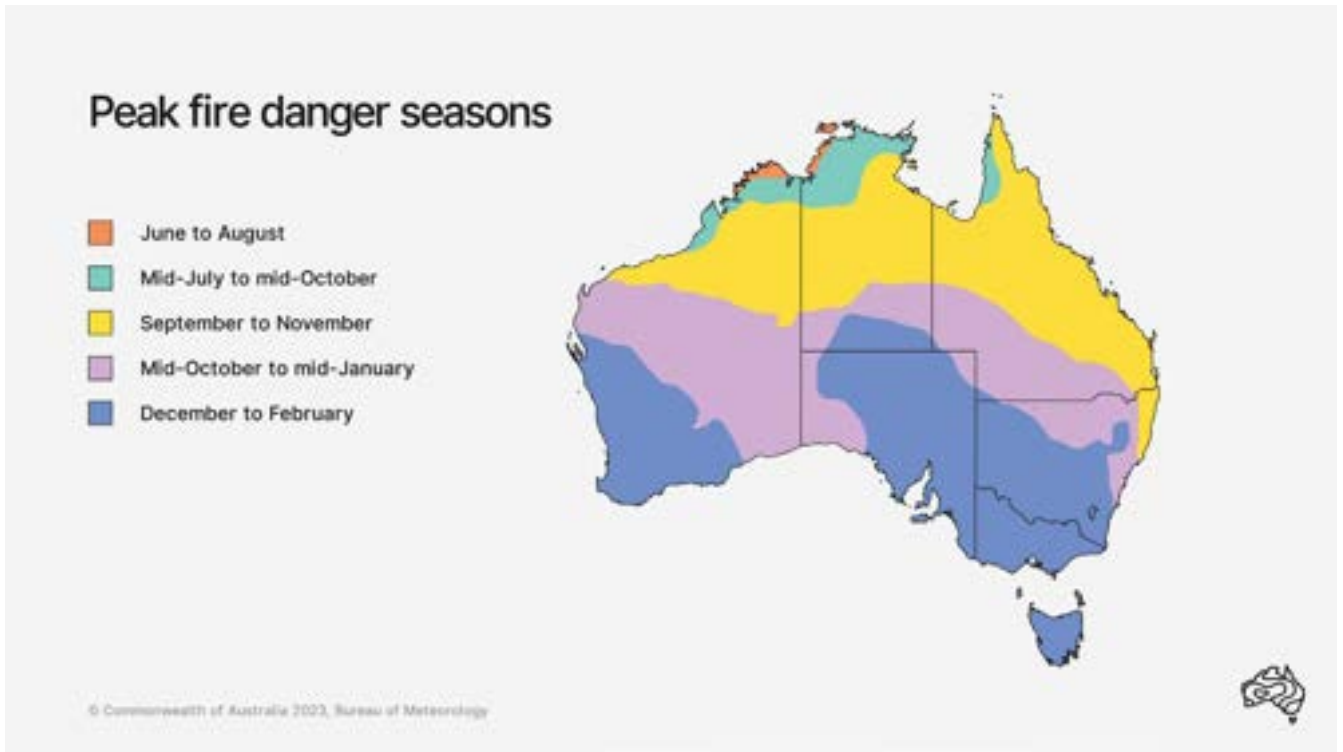 Peak fire danger seasons
June to August
Mid-July to mid-October
September to November
Mid-October to mid-January
December to February
© Commonwealth of Australia 2023, Bureau of Meteorology